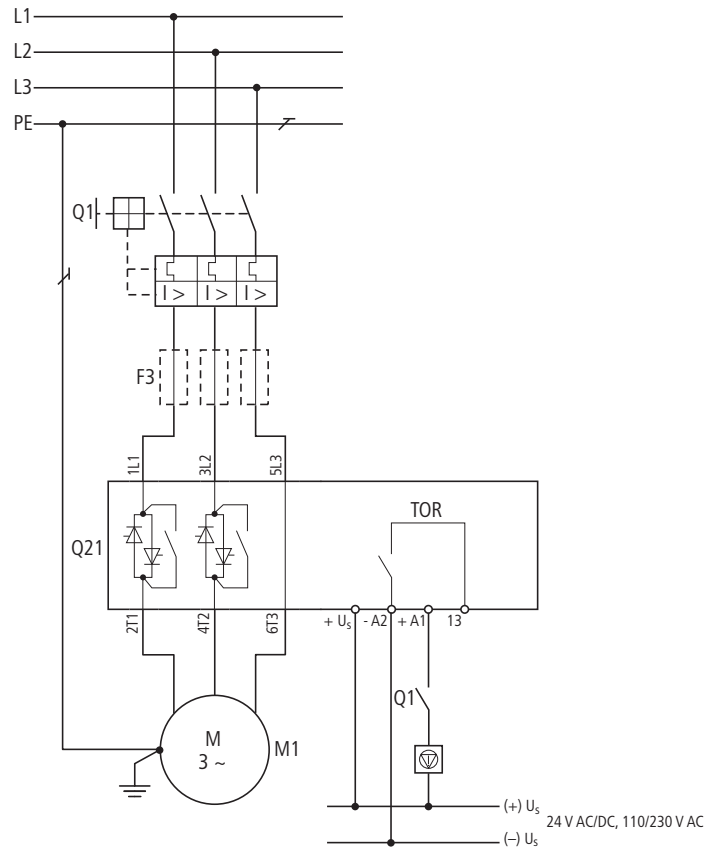 L1
L2
L3
PE
Q1
I > I > I >
F3
1L1 3L2 5L3
TOR
Q21
2T1 4T2 6T3
+ Us - A2 + A1 13
Q1
M
3 ~
M1
(+) Us
24 V AC/DC, 110/230 V AC
(–) Us